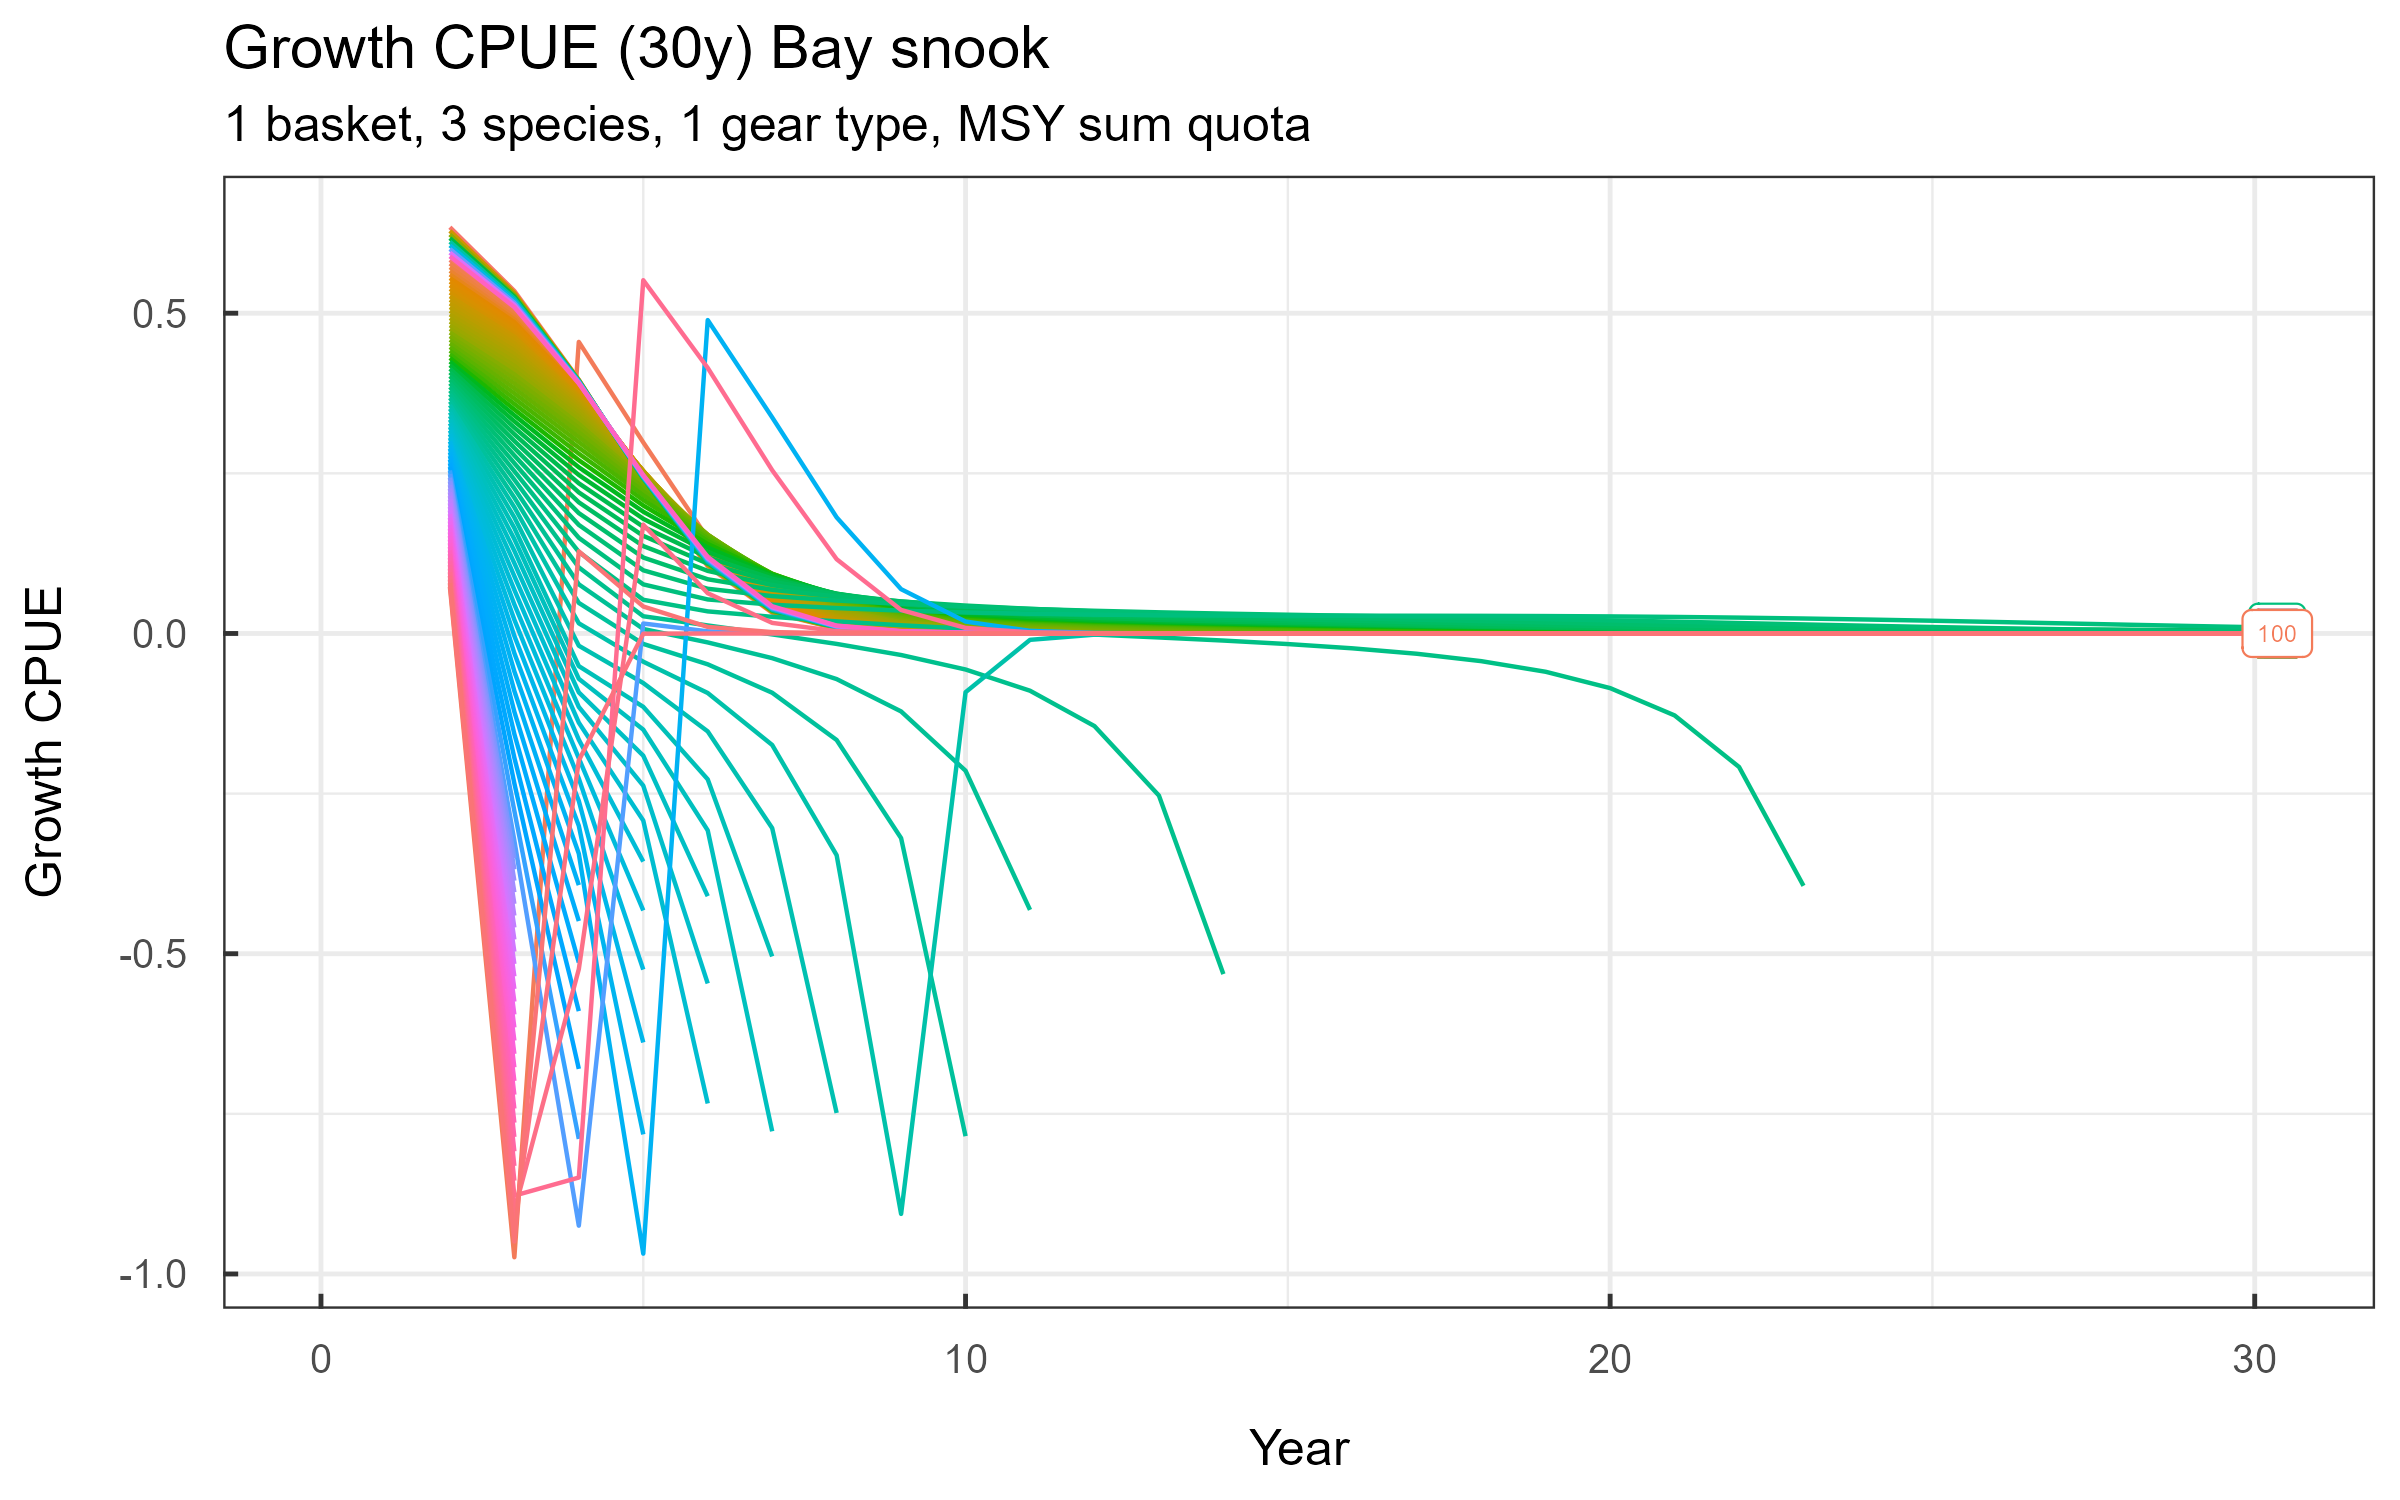 Growth CPUE (30y) Bay snook
1 basket, 3 species, 1 gear type, MSY sum quota
Growth CPUE
0.5
0.0
-0.5
-1.0
100
0
10
20
30
Year